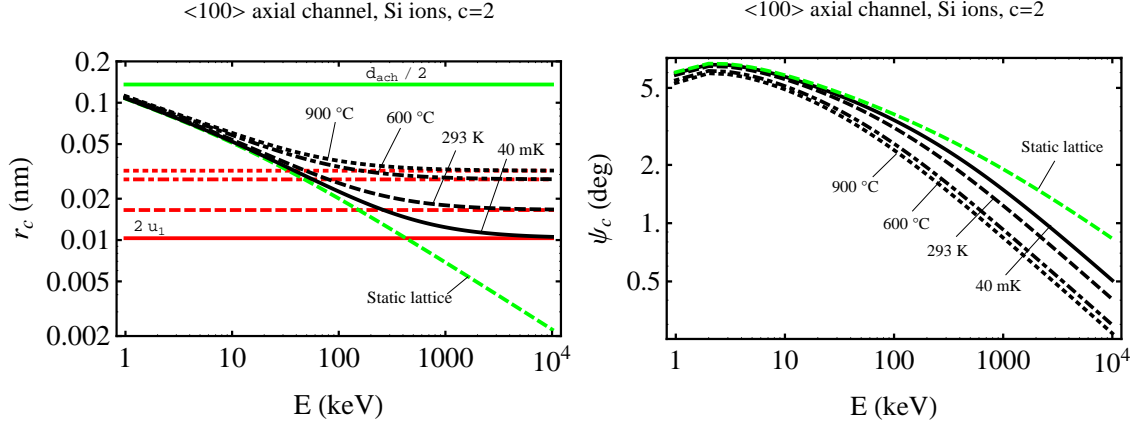 <100> axial channel, Si ions, c=2
0.2
0.1
0.05
0.02
0.01
0.005
0.002
r_c (nm)
d_ach / 2
900 °C
600 °C
293 K
40 mK
2 u_1
Static lattice
1
10
100
1000
10^4
E (keV)
<100> axial channel, Si ions, c=2
5.
2
1.
0.5
ψ_c (deg)
Static lattice
900 °C
600 °C
293 K
40 mK
1
10
100
1000
10^4
E (keV)